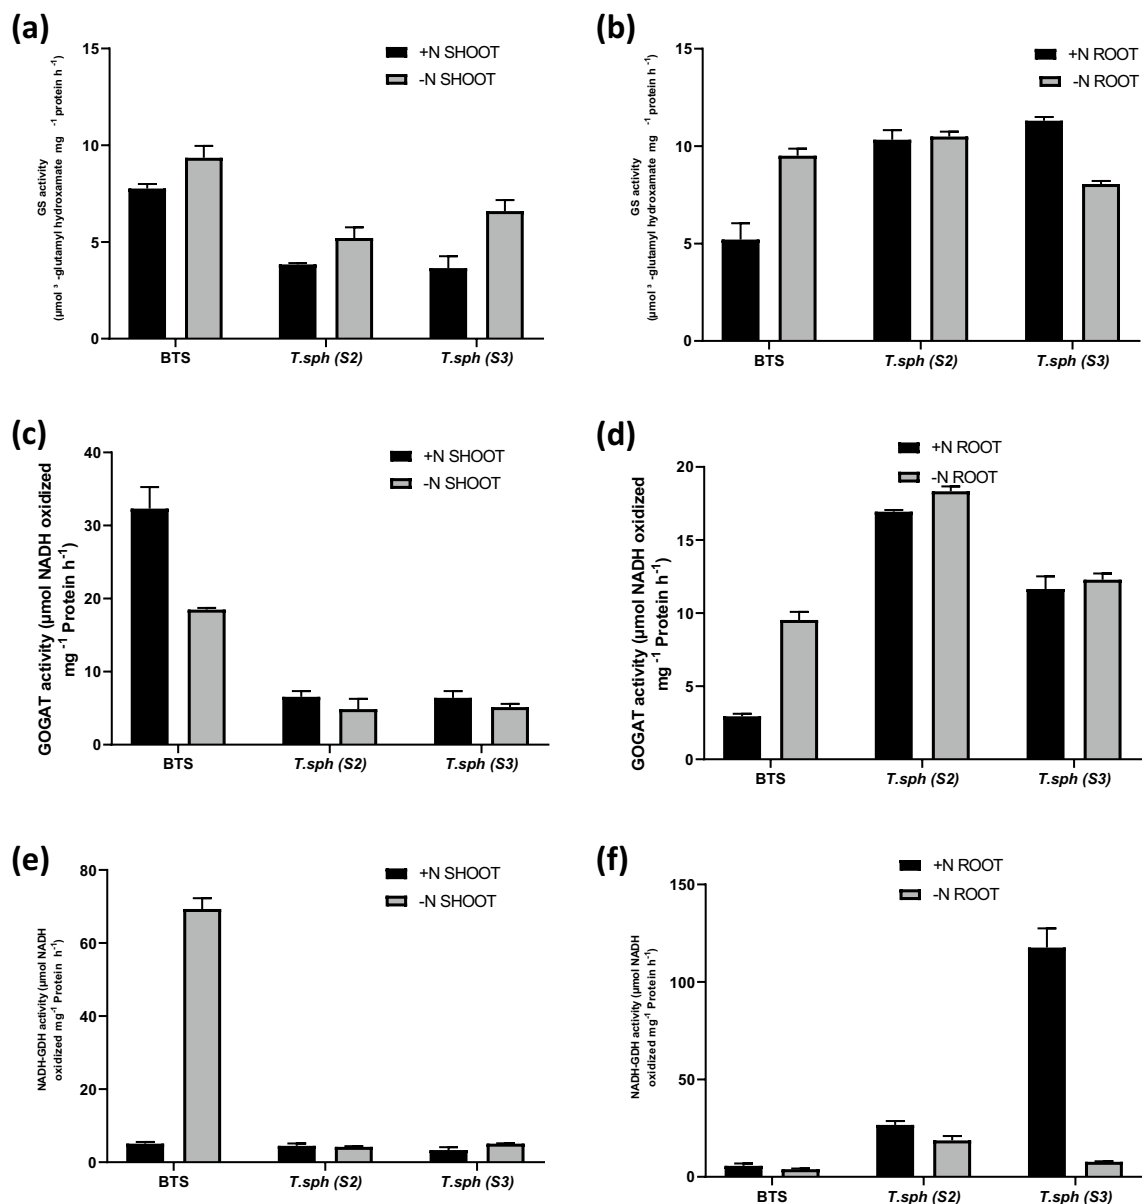 (a)
+N SHOOT
-N SHOOT
GS activity
(µmol ³ -glutamyl hydroxamate mg ⁻¹ protein h⁻¹)
15
10
5
0
BTS
T.sph (S2)
T.sph (S3)
(b)
+N ROOT
-N ROOT
GS activity
(µmol ³ -glutamyl hydroxamate mg ⁻¹ protein h⁻¹)
15
10
5
0
BTS
T.sph (S2)
T.sph (S3)
(c)
+N SHOOT
-N SHOOT
GOGAT activity (µmol NADH oxidized
mg⁻¹ Protein h⁻¹)
40
30
20
10
0
BTS
T.sph (S2)
T.sph (S3)
(d)
+N ROOT
-N ROOT
GOGAT activity (µmol NADH oxidized
mg⁻¹ Protein h⁻¹)
20
15
10
5
0
BTS
T.sph (S2)
T.sph (S3)
(e)
+N SHOOT
-N SHOOT
NADH-GDH activity (µmol NADH
oxidized mg⁻¹ Protein h⁻¹)
80
60
40
20
0
BTS
T.sph (S2)
T.sph (S3)
(f)
+N ROOT
-N ROOT
NADH-GDH activity (µmol NADH
oxidized mg⁻¹ Protein h⁻¹)
150
100
50
0
BTS
T.sph (S2)
T.sph (S3)